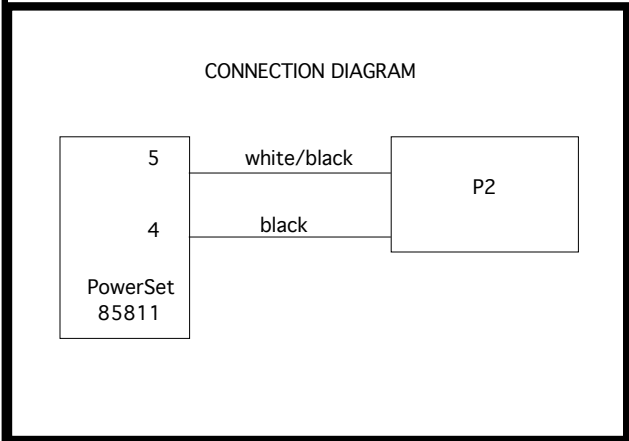 CONNECTION DIAGRAM
5
white/black
P2
4
black
PowerSet
85811